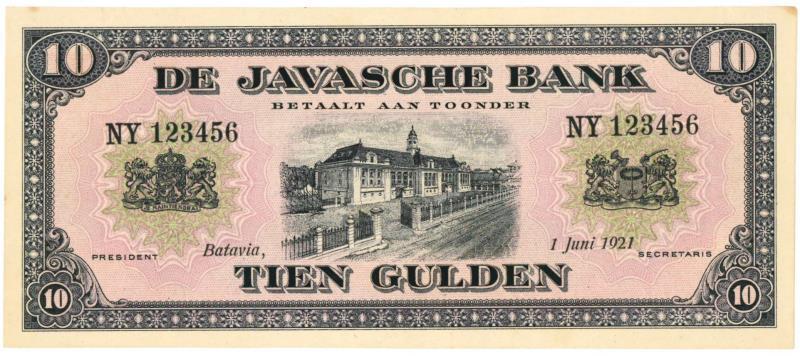 10 10
DE JAVASCHE BANK
BETAALT AAN TOONDER
NY 123456 NY 123456
Batavia, 1 Juni 1921
PRESIDENT SECRETARIS
TIEN GULDEN
10 10